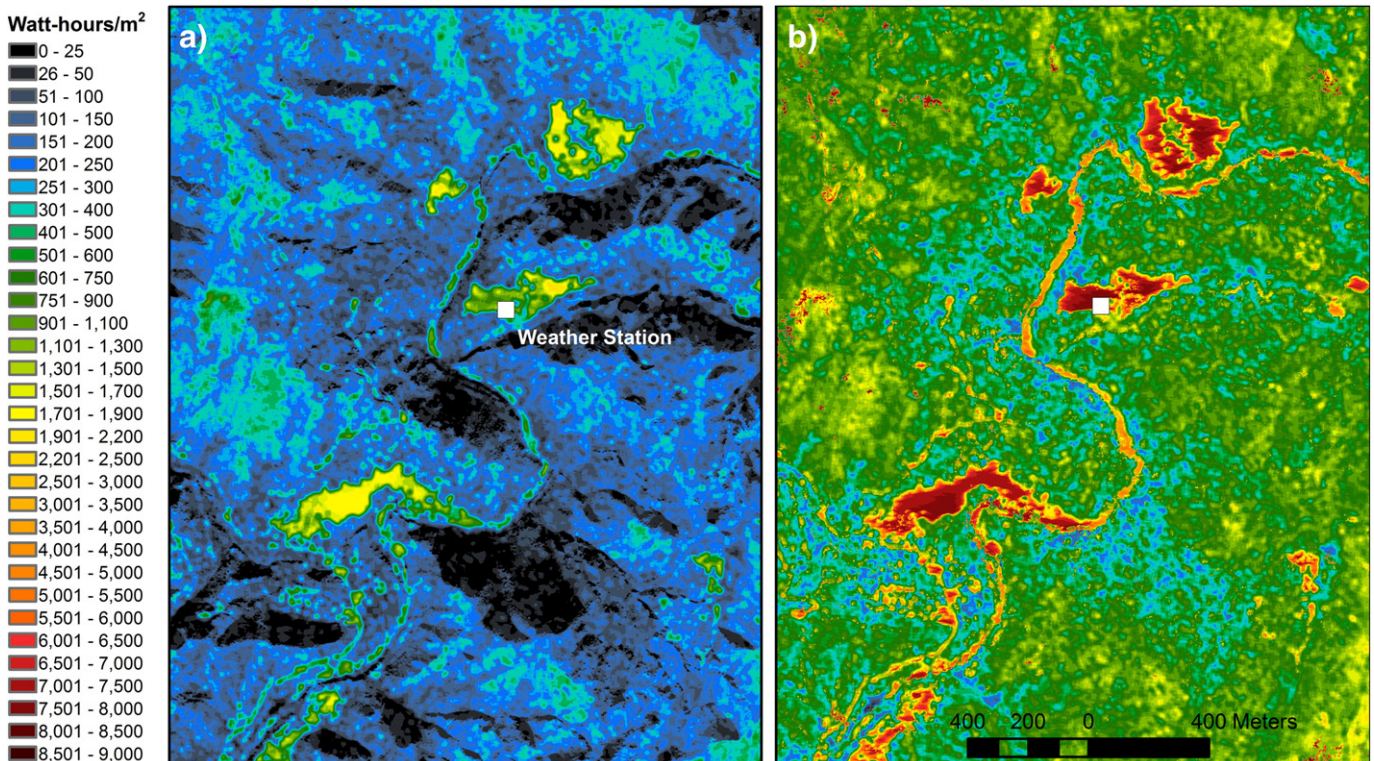 Watt-hours/m²
0 - 25
26 - 50
51 - 100
101 - 150
151 - 200
201 - 250
251 - 300
301 - 400
401 - 500
501 - 600
601 - 750
751 - 900
901 - 1,100
1,101 - 1,300
1,301 - 1,500
1,501 - 1,700
1,701 - 1,900
1,901 - 2,200
2,201 - 2,500
2,501 - 3,000
3,001 - 3,500
3,501 - 4,000
4,001 - 4,500
4,501 - 5,000
5,001 - 5,500
5,501 - 6,000
6,001 - 6,500
6,501 - 7,000
7,001 - 7,500
7,501 - 8,000
8,001 - 8,500
8,501 - 9,000
a)
Weather Station
b)
400 200 0 400 Meters